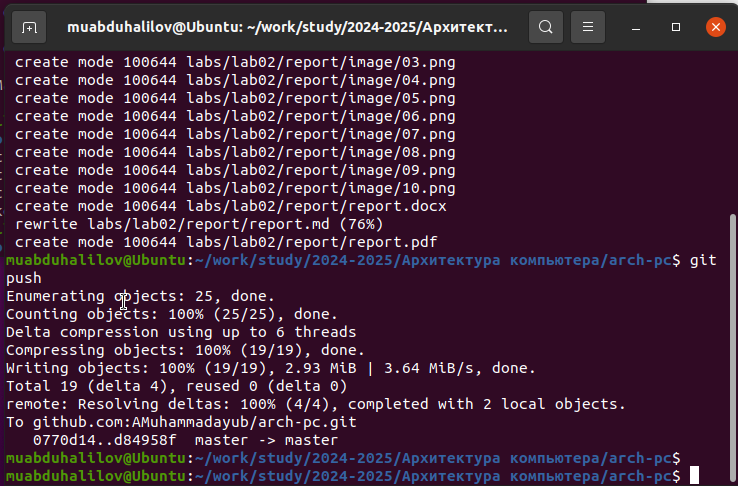 muabduhalilov@Ubuntu: ~/work/study/2024-2025/Архитект...
create mode 100644 labs/lab02/report/image/03.png
create mode 100644 labs/lab02/report/image/04.png
create mode 100644 labs/lab02/report/image/05.png
create mode 100644 labs/lab02/report/image/06.png
create mode 100644 labs/lab02/report/image/07.png
create mode 100644 labs/lab02/report/image/08.png
create mode 100644 labs/lab02/report/image/09.png
create mode 100644 labs/lab02/report/image/10.png
create mode 100644 labs/lab02/report/report.docx
rewrite labs/lab02/report/report.md (76%)
create mode 100644 labs/lab02/report/report.pdf
muabduhalilov@Ubuntu:~/work/study/2024-2025/Архитектура компьютера/arch-pc$ git
push
Enumerating objects: 25, done.
Counting objects: 100% (25/25), done.
Delta compression using up to 6 threads
Compressing objects: 100% (19/19), done.
Writing objects: 100% (19/19), 2.93 MiB | 3.64 MiB/s, done.
Total 19 (delta 4), reused 0 (delta 0)
remote: Resolving deltas: 100% (4/4), completed with 2 local objects.
To github.com:AMuhammadayub/arch-pc.git
0770d14..d84958f  master -> master
muabduhalilov@Ubuntu:~/work/study/2024-2025/Архитектура компьютера/arch-pc$
muabduhalilov@Ubuntu:~/work/study/2024-2025/Архитектура компьютера/arch-pc$